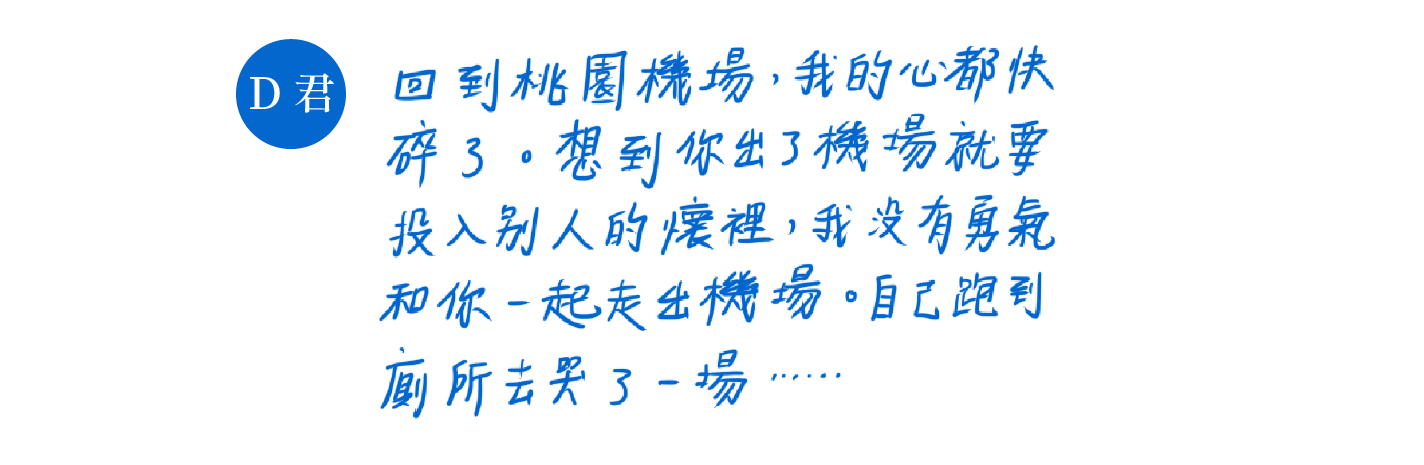 D 君
回到桃園機場，我的心都快
碎了。想到你出了機場就要
投入別人的懷裡，我沒有勇氣
和你一起走出機場。自己跑到
廁所去哭了一場……